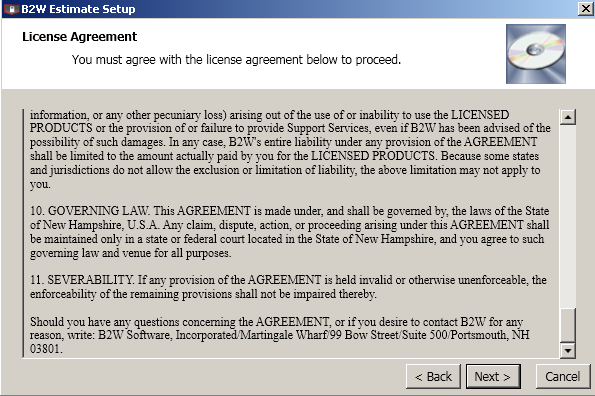 B2W Estimate Setup
License Agreement
You must agree with the license agreement below to proceed.
information, or any other pecuniary loss) arising out of the use of or inability to use the LICENSED
PRODUCTS or the provision of or failure to provide Support Services, even if B2W has been advised of the
possibility of such damages. In any case, B2W's entire liability under any provision of the AGREEMENT
shall be limited to the amount actually paid by you for the LICENSED PRODUCTS. Because some states
and jurisdictions do not allow the exclusion or limitation of liability, the above limitation may not apply to
you.
10. GOVERNING LAW. This AGREEMENT is made under, and shall be governed by, the laws of the State
of New Hampshire, U.S.A. Any claim, dispute, action, or proceeding arising under this AGREEMENT shall
be maintained only in a state or federal court located in the State of New Hampshire, and you agree to such
governing law and venue for all purposes.
11. SEVERABILITY. If any provision of the AGREEMENT is held invalid or otherwise unenforceable, the
enforceability of the remaining provisions shall not be impaired thereby.
Should you have any questions concerning the AGREEMENT, or if you desire to contact B2W for any
reason, write: B2W Software, Incorporated/Martingale Wharf/99 Bow Street/Suite 500/Portsmouth, NH
03801.
< Back Next > Cancel